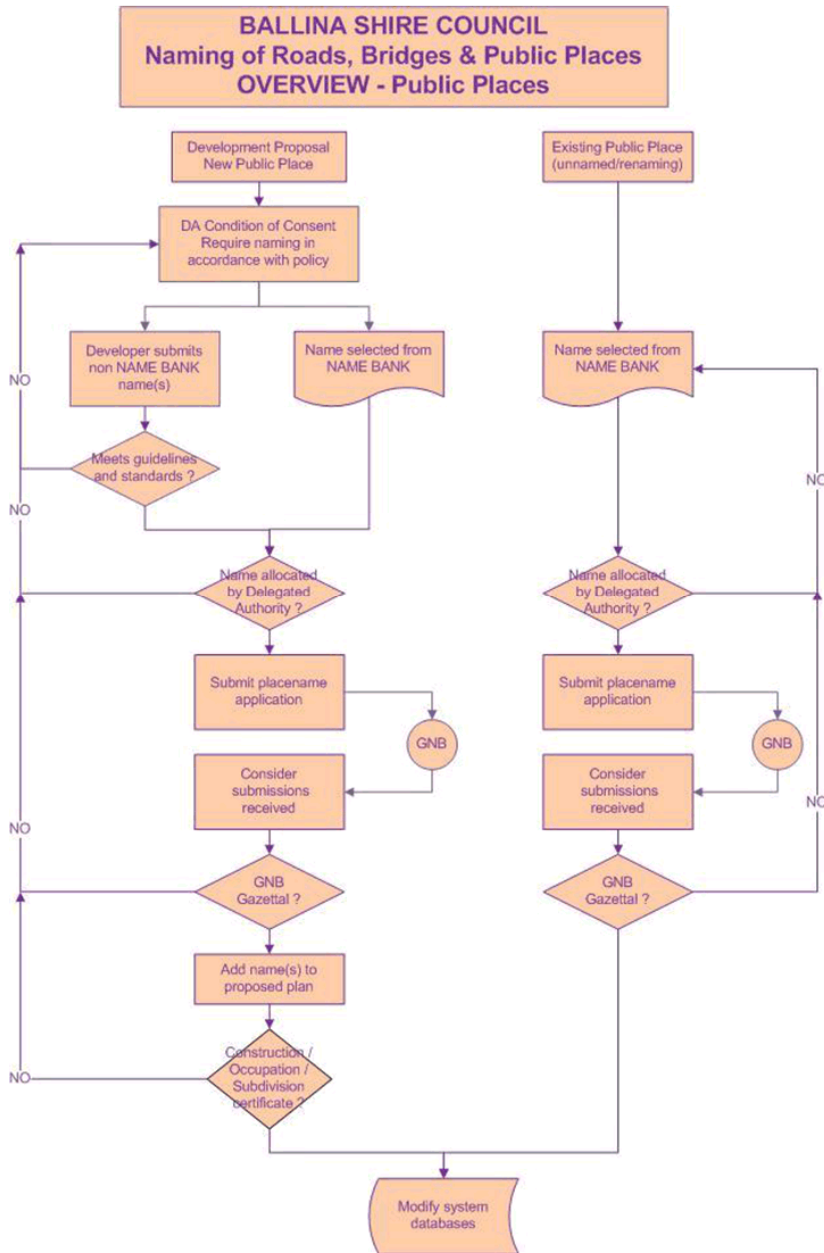 BALLINA SHIRE COUNCIL
Naming of Roads, Bridges & Public Places
OVERVIEW - Public Places
Development Proposal
New Public Place
Existing Public Place
(unnamed/renaming)
DA Condition of Consent
Require naming in
accordance with policy
Developer submits
non NAME BANK
name(s)
Name selected from
NAME BANK
Name selected from
NAME BANK
NO
Meets guidelines
and standards ?
NO
NO
Name allocated
by Delegated
Authority ?
Name allocated
by Delegated
Authority ?
Submit placename
application
Submit placename
application
GNB
GNB
Consider
submissions
received
Consider
submissions
received
NO
NO
GNB
Gazettal ?
GNB
Gazettal ?
Add name(s) to
proposed plan
Construction /
Occupation /
Subdivision
certificate ?
NO
Modify system
databases